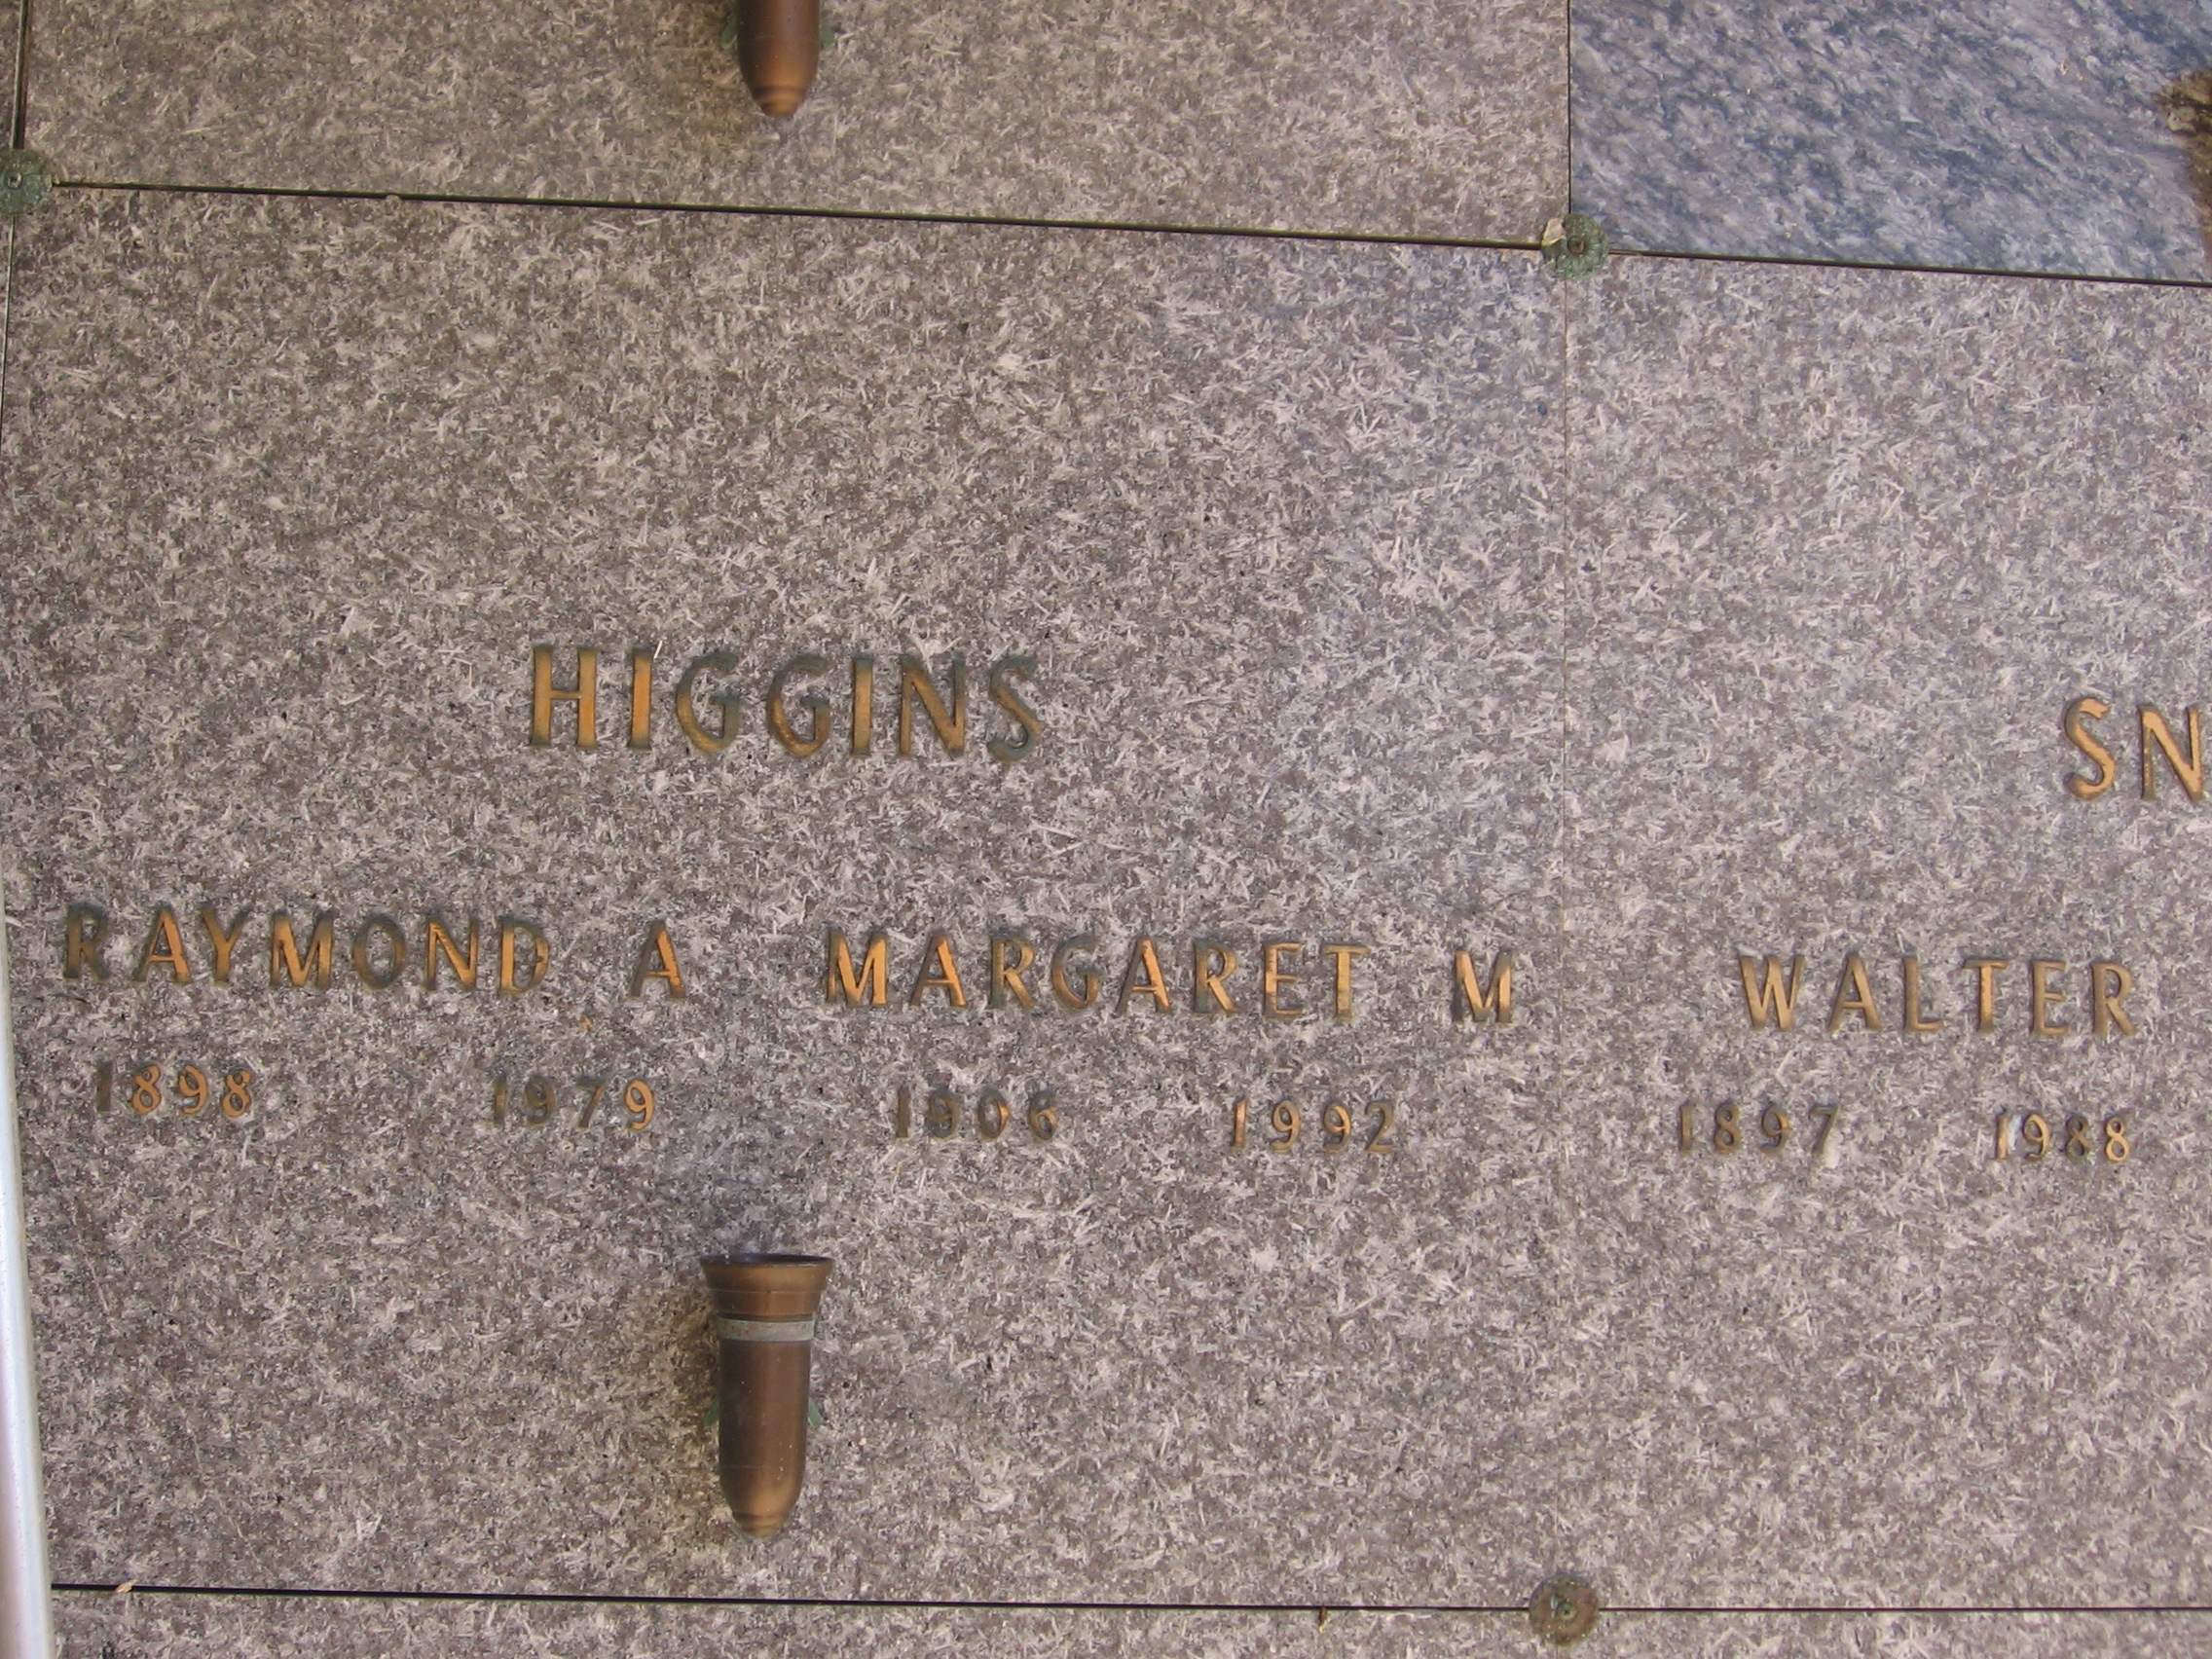 HIGGINS
RAYMOND A MARGARET M
1898 1979 1906 1992
SN
WALTER
1897 1988